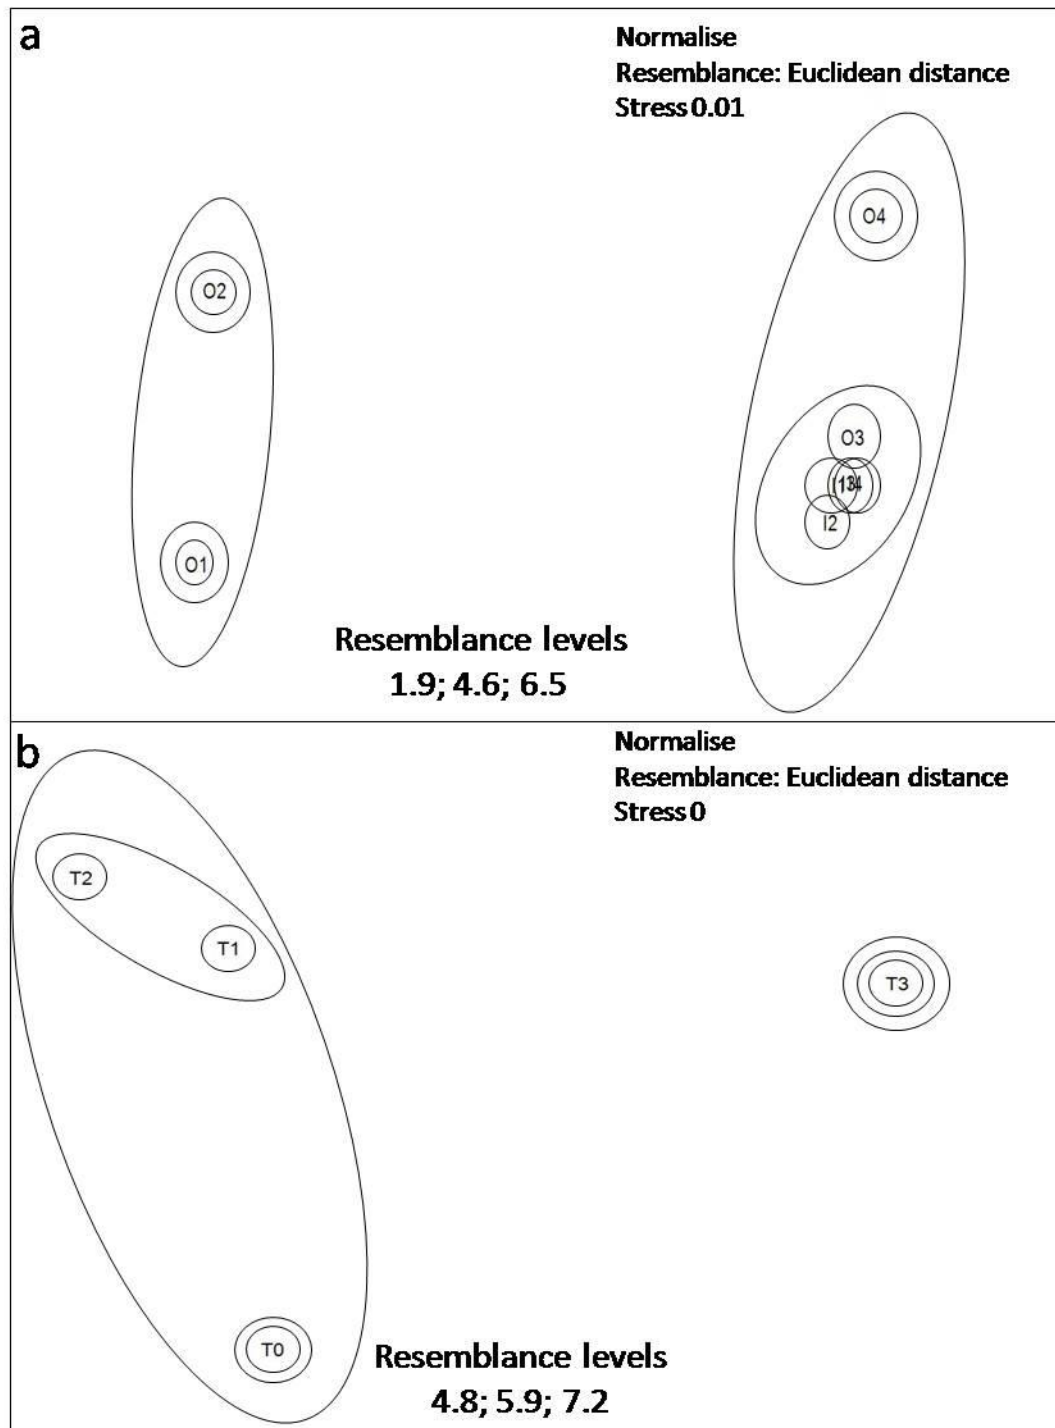 a
Normalise
Resemblance: Euclidean distance
Stress 0.01
O4
O2
O3
I2
O1
Resemblance levels
1.9; 4.6; 6.5
b
Normalise
Resemblance: Euclidean distance
Stress 0
T2
T1
T3
T0
Resemblance levels
4.8; 5.9; 7.2